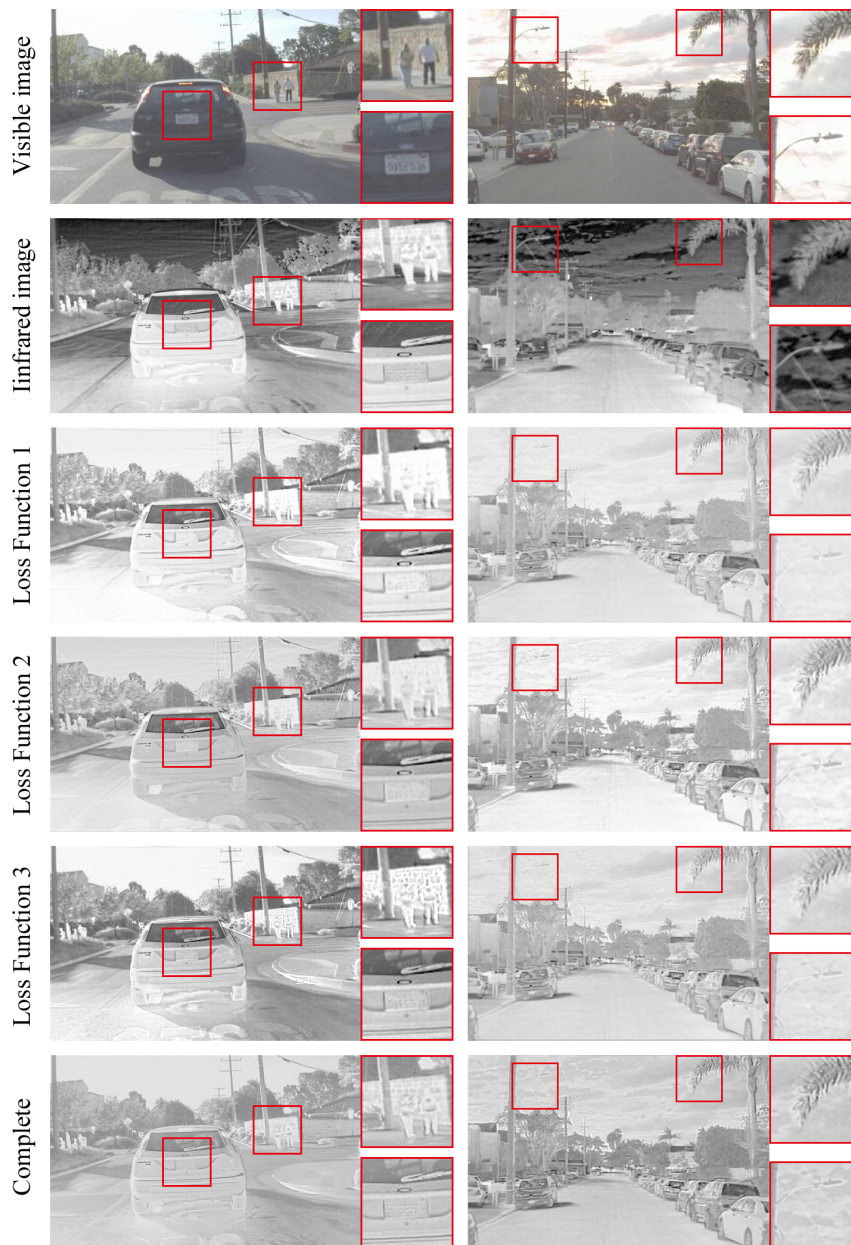 Visible image
Iinfrared image
Loss Function 1
Loss Function 2
Loss Function 3
Complete